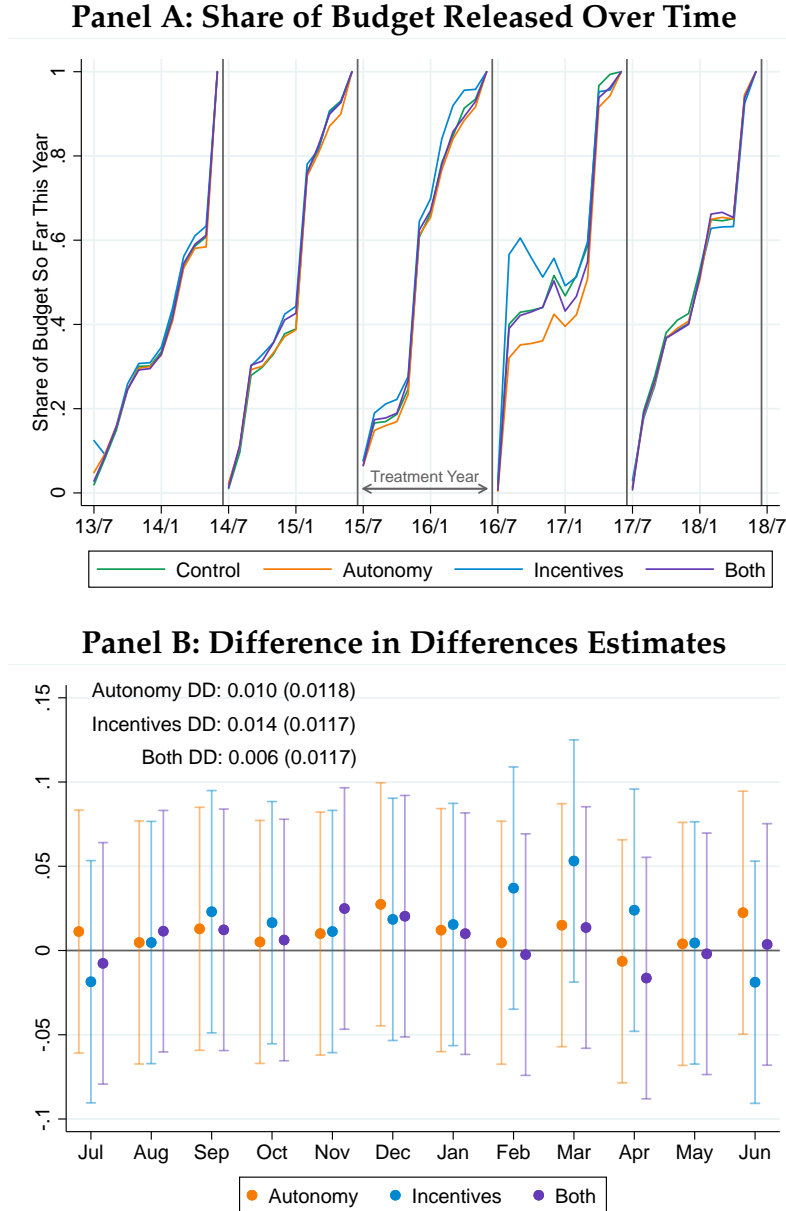 Panel A: Share of Budget Released Over Time
Share of Budget So Far This Year
1
.8
.6
.4
.2
0
Treatment Year
13/7 14/1 14/7 15/1 15/7 16/1 16/7 17/1 17/7 18/1 18/7
Control Autonomy Incentives Both
Panel B: Difference in Differences Estimates
Autonomy DD: 0.010 (0.0118)
Incentives DD: 0.014 (0.0117)
Both DD: 0.006 (0.0117)
.15
.1
.05
0
-.05
-.1
Jul Aug Sep Oct Nov Dec Jan Feb Mar Apr May Jun
Autonomy Incentives Both